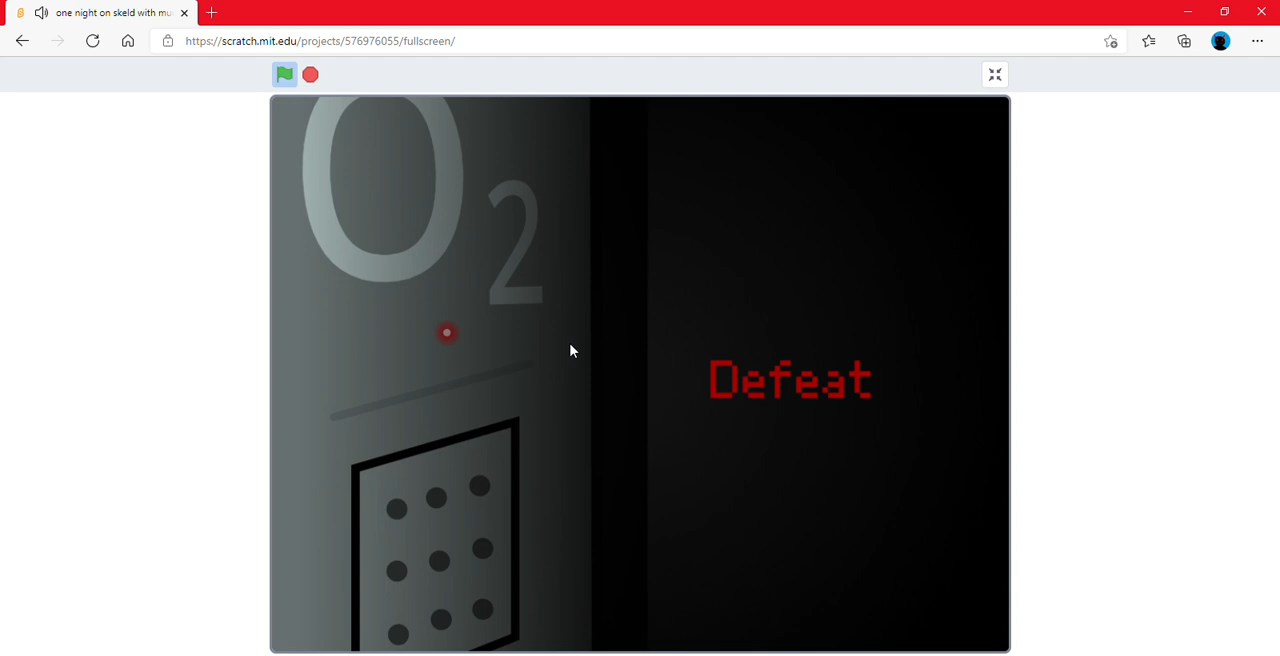 one night on skeld with mu
https://scratch.mit.edu/projects/576976055/fullscreen/
O2
Defeat